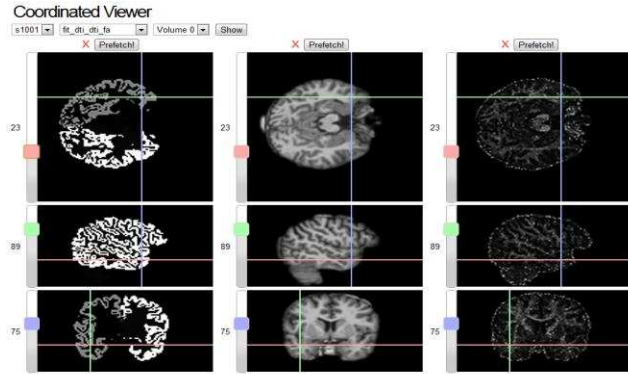 Coordinated Viewer
s1001 fit_dti_dti_fa Volume 0 Show
X Prefetch! X Prefetch! X Prefetch!
23 23 23
89 89 89
75 75 75